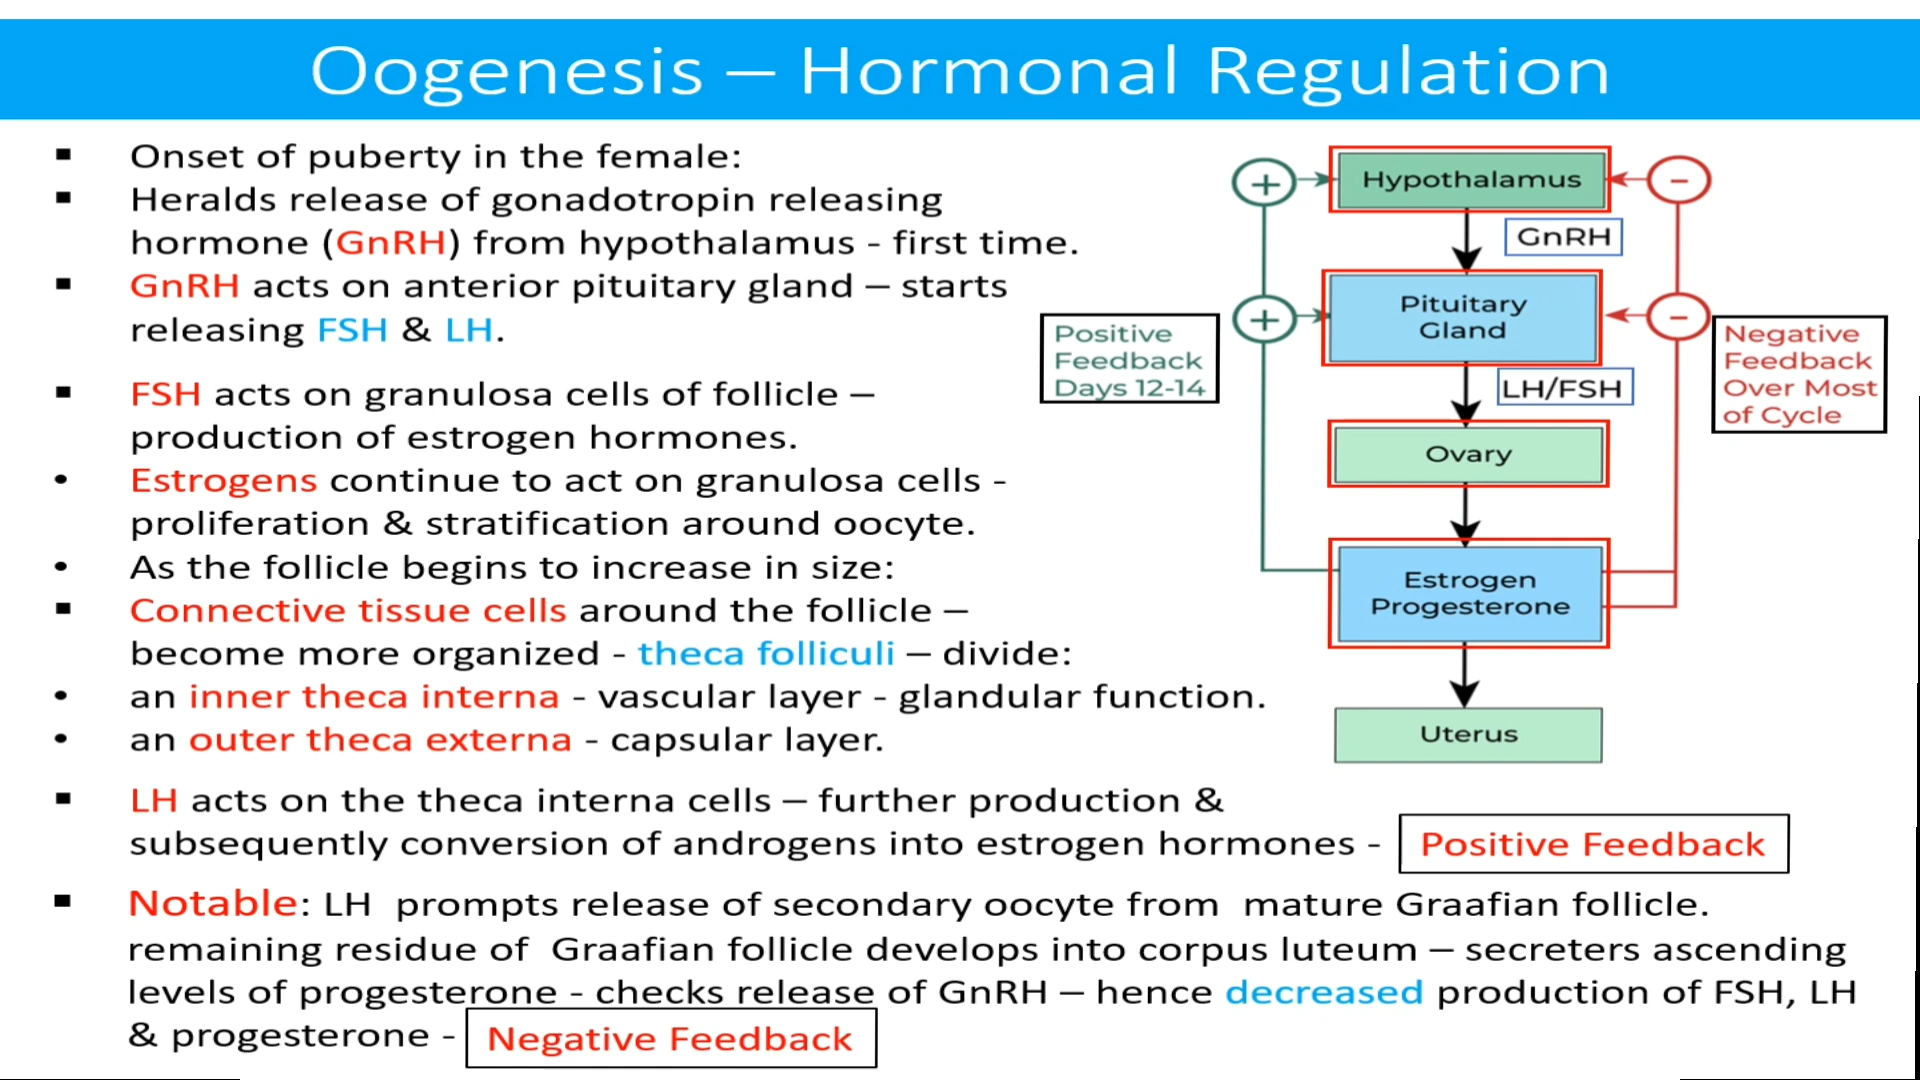 Oogenesis – Hormonal Regulation
▪ Onset of puberty in the female:
▪ Heralds release of gonadotropin releasing
hormone (GnRH) from hypothalamus - first time.
▪ GnRH acts on anterior pituitary gland – starts
releasing FSH & LH.
▪ FSH acts on granulosa cells of follicle –
production of estrogen hormones.
• Estrogens continue to act on granulosa cells -
proliferation & stratification around oocyte.
• As the follicle begins to increase in size:
▪ Connective tissue cells around the follicle –
become more organized - theca folliculi – divide:
• an inner theca interna - vascular layer - glandular function.
• an outer theca externa - capsular layer.
▪ LH acts on the theca interna cells – further production &
subsequently conversion of androgens into estrogen hormones - Positive Feedback
▪ Notable: LH prompts release of secondary oocyte from mature Graafian follicle.
remaining residue of Graafian follicle develops into corpus luteum – secreters ascending
levels of progesterone - checks release of GnRH – hence decreased production of FSH, LH
& progesterone - Negative Feedback
+
Hypothalamus
-
GnRH
+
Pituitary
Gland
-
Positive
Feedback
Days 12-14
Negative
Feedback
Over Most
of Cycle
LH/FSH
Ovary
Estrogen
Progesterone
Uterus